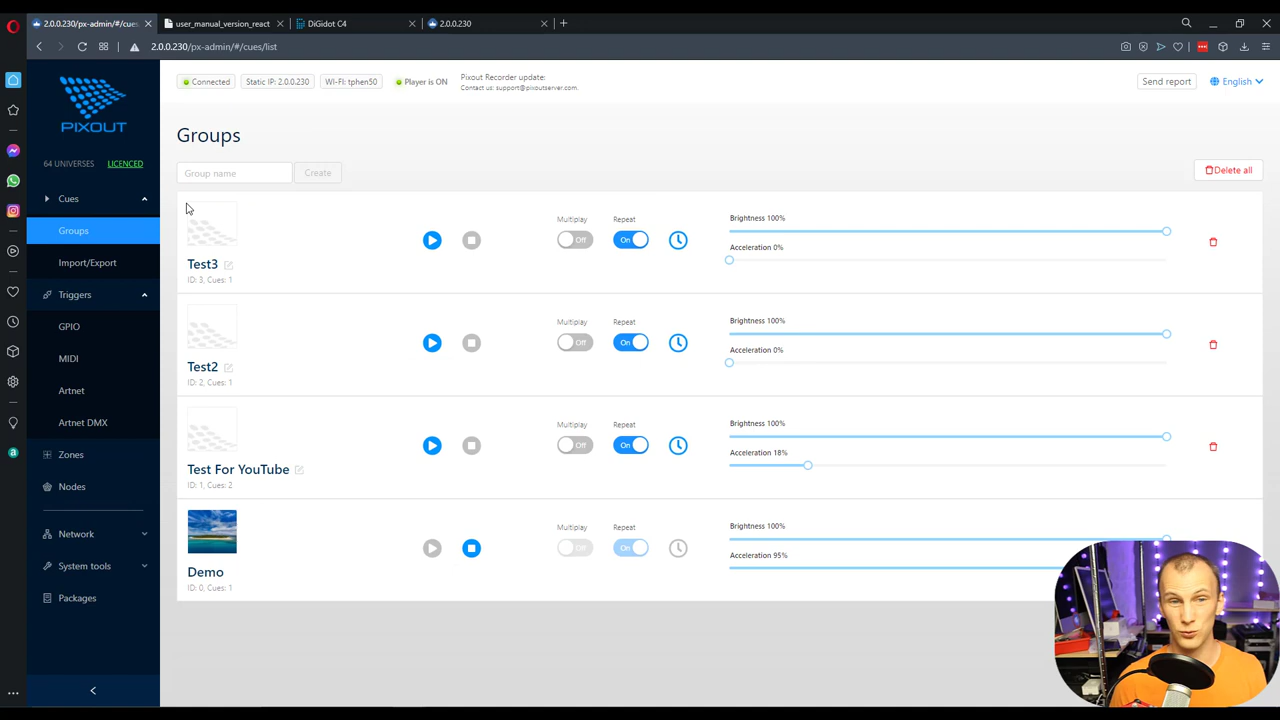 2.0.0.230/px-admin/#/cues
user_manual_version_react
DiGidot C4
2.0.0.230
2.0.0.230/px-admin/#/cues/list
PIXOUT
64 UNIVERSES LICENCED
Cues
Groups
Import/Export
Triggers
GPIO
MIDI
Artnet
Artnet DMX
Zones
Nodes
Network
System tools
Packages
Connected
Static IP: 2.0.0.230
WI-FI: tphen50
Player is ON
Pixout Recorder update:
Contact us: support@pixoutserver.com.
Send report
English
Groups
Group name
Create
Delete all
Test3
ID: 3, Cues: 1
Multiplay
Off
Repeat
On
Brightness 100%
Acceleration 0%
Test2
ID: 2, Cues: 1
Multiplay
Off
Repeat
On
Brightness 100%
Acceleration 0%
Test For YouTube
ID: 1, Cues: 2
Multiplay
Off
Repeat
On
Brightness 100%
Acceleration 18%
Demo
ID: 0, Cues: 1
Multiplay
Off
Repeat
On
Brightness 100%
Acceleration 95%